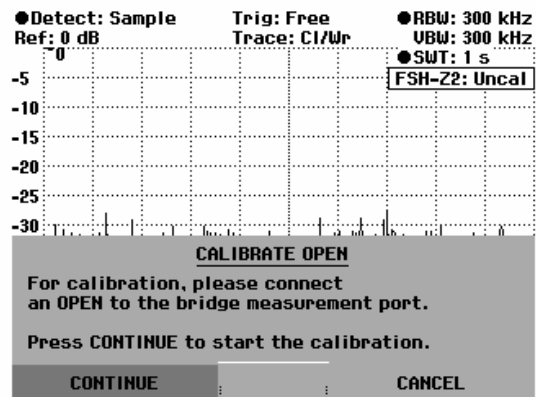 ●Detect: Sample Trig: Free ●RBW: 300 kHz
Ref: 0 dB Trace: Cl/Wr VBW: 300 kHz
0 ●SWT: 1 s
-5 FSH-Z2: Uncal
-10
-15
-20
-25
-30
CALIBRATE OPEN
For calibration, please connect
an OPEN to the bridge measurement port.
Press CONTINUE to start the calibration.
CONTINUE CANCEL